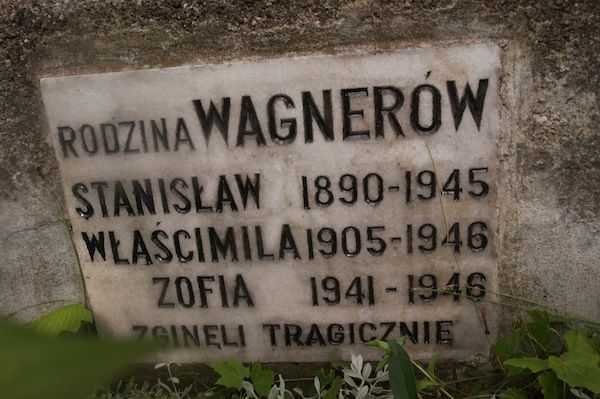 RODZINA WAGNERÓW
STANISŁAW 1890-1945
WŁAŚCIMILA 1905-1946
ZOFIA 1941-1946
ZGINĘLI TRAGICZNIE